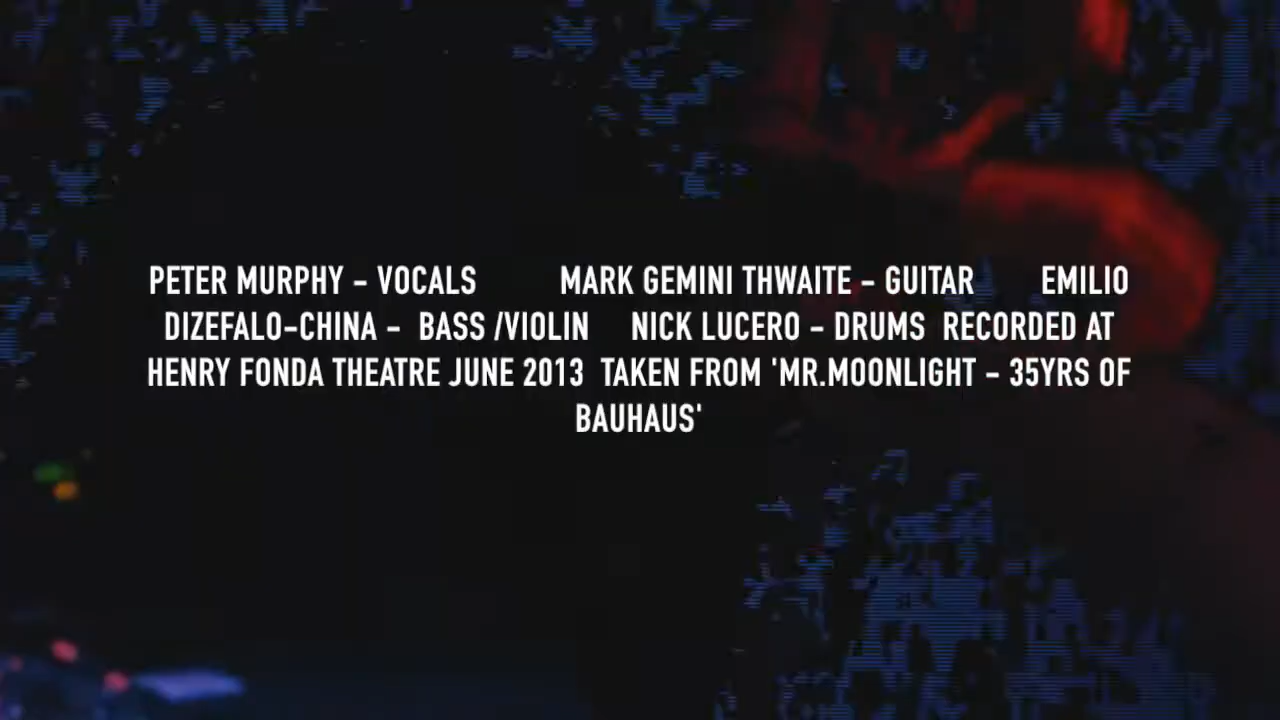 PETER MURPHY - VOCALS MARK GEMINI THWAITE - GUITAR EMILIO
DIZEFALO-CHINA - BASS /VIOLIN NICK LUCERO - DRUMS RECORDED AT
HENRY FONDA THEATRE JUNE 2013 TAKEN FROM 'MR.MOONLIGHT - 35YRS OF
BAUHAUS'